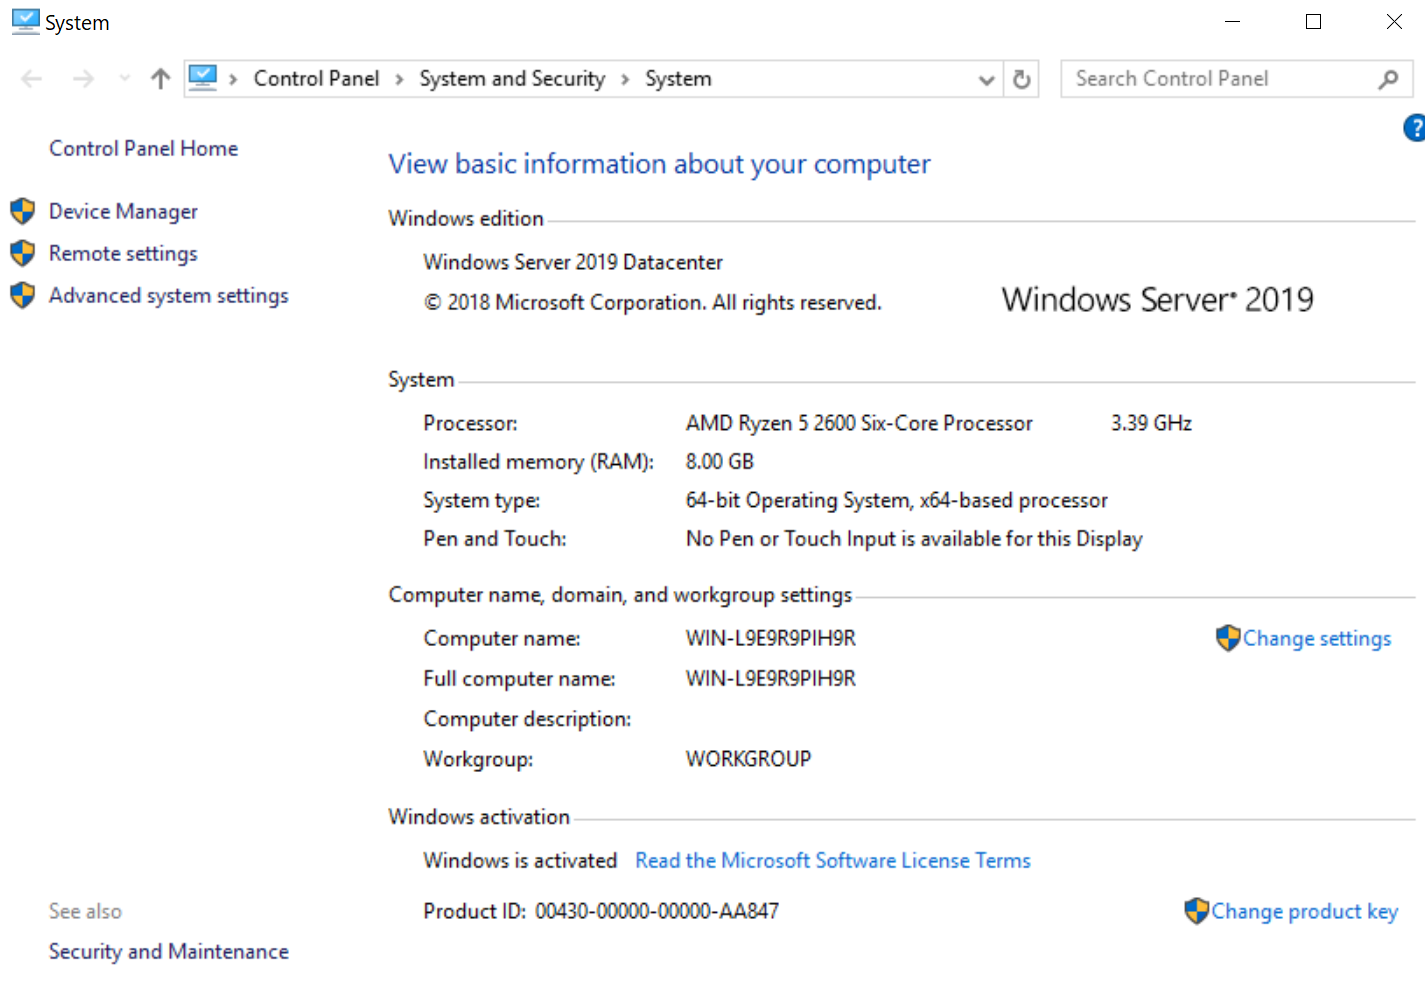 System
Control Panel > System and Security > System
Search Control Panel
?
Control Panel Home
Device Manager
Remote settings
Advanced system settings
View basic information about your computer
Windows edition
Windows Server 2019 Datacenter
© 2018 Microsoft Corporation. All rights reserved.
Windows Server® 2019
System
Processor: AMD Ryzen 5 2600 Six-Core Processor 3.39 GHz
Installed memory (RAM): 8.00 GB
System type: 64-bit Operating System, x64-based processor
Pen and Touch: No Pen or Touch Input is available for this Display
Computer name, domain, and workgroup settings
Computer name: WIN-L9E9R9PIH9R
Change settings
Full computer name: WIN-L9E9R9PIH9R
Computer description:
Workgroup: WORKGROUP
Windows activation
Windows is activated Read the Microsoft Software License Terms
Product ID: 00430-00000-00000-AA847
Change product key
See also
Security and Maintenance